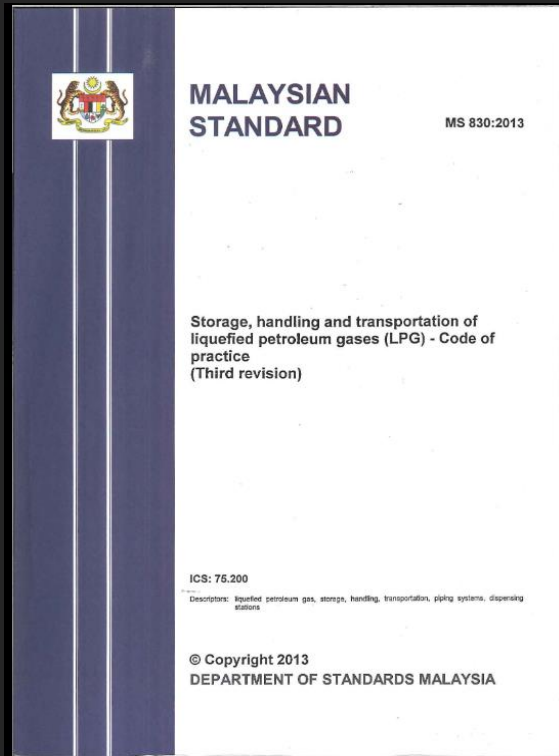 MALAYSIAN
STANDARD
MS 830:2013
Storage, handling and transportation of
liquefied petroleum gases (LPG) - Code of
practice
(Third revision)
ICS: 75.200
Descriptors: liquefied petroleum gas, storage, handling, transportation, piping systems, dispensing
stations
© Copyright 2013
DEPARTMENT OF STANDARDS MALAYSIA